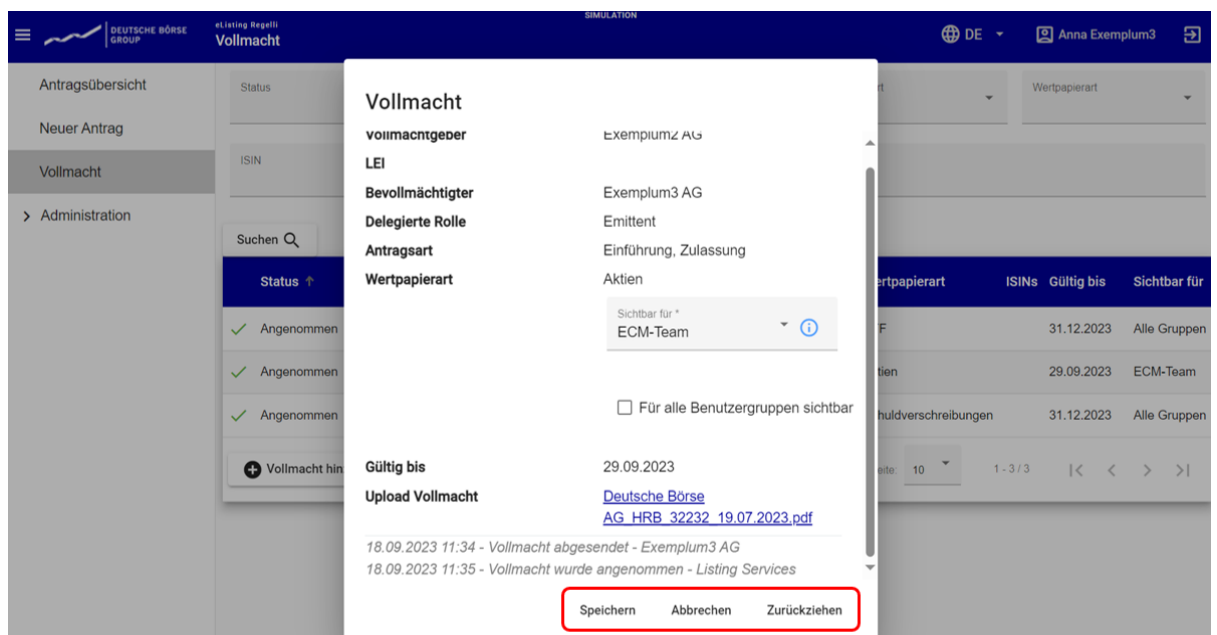 SIMULATION
DEUTSCHE BÖRSE
GROUP
eListing Regelli
Vollmacht
DE
Anna Exemplum3
Antragsübersicht
Neuer Antrag
Vollmacht
Administration
Status
rt
Wertpapierart
ISIN
Suchen
Status
ertpapierart
ISINs
Gültig bis
Sichtbar für
Angenommen
F
31.12.2023
Alle Gruppen
Angenommen
tien
29.09.2023
ECM-Team
Angenommen
huldverschreibungen
31.12.2023
Alle Gruppen
Vollmacht hin
eite:
10
1 - 3 / 3
Vollmacht
Vollmachtgeber
Exemplum2 AG
LEI
Bevollmächtigter
Exemplum3 AG
Delegierte Rolle
Emittent
Antragsart
Einführung, Zulassung
Wertpapierart
Aktien
Sichtbar für *
ECM-Team
Für alle Benutzergruppen sichtbar
Gültig bis
29.09.2023
Upload Vollmacht
Deutsche Börse
AG_HRB_32232_19.07.2023.pdf
18.09.2023 11:34 - Vollmacht abgesendet - Exemplum3 AG
18.09.2023 11:35 - Vollmacht wurde angenommen - Listing Services
Speichern
Abbrechen
Zurückziehen